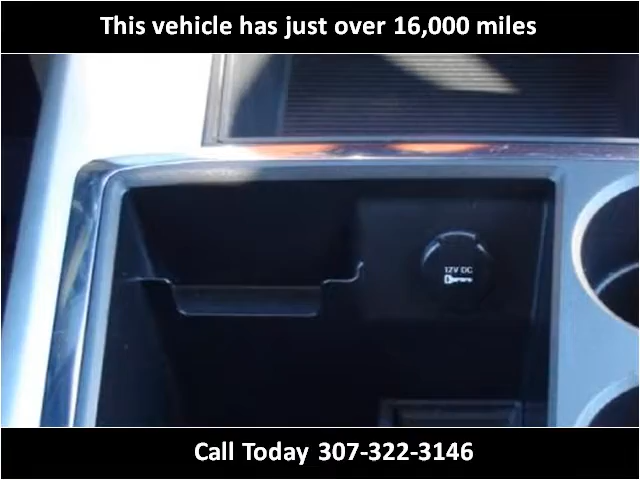 This vehicle has just over 16,000 miles
12V DC
Call Today 307-322-3146